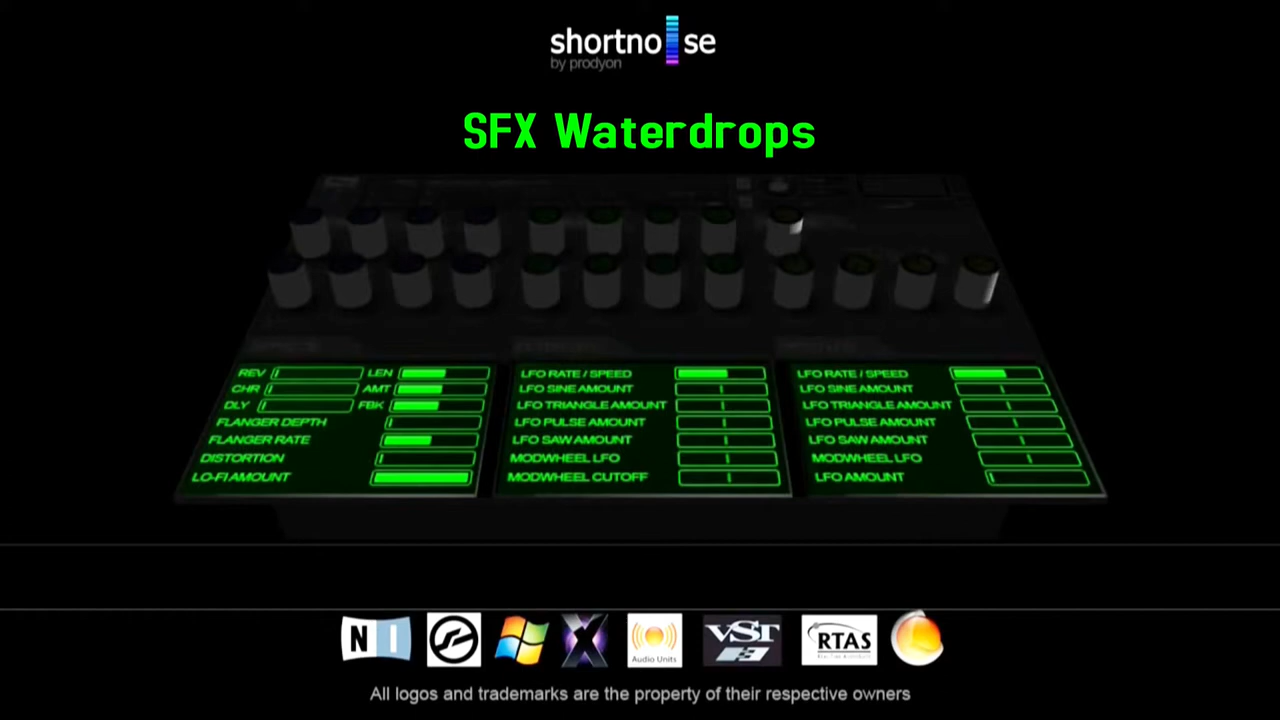 shortno se
by prodyon
SFX Waterdrops
REV LEN
CHR AMT
DLY FBK
FLANGER DEPTH
FLANGER RATE
DISTORTION
LO-FI AMOUNT
LFO RATE / SPEED
LFO SINE AMOUNT
LFO TRIANGLE AMOUNT
LFO PULSE AMOUNT
LFO SAW AMOUNT
MODWHEEL LFO
MODWHEEL CUTOFF
LFO RATE / SPEED
LFO SINE AMOUNT
LFO TRIANGLE AMOUNT
LFO PULSE AMOUNT
LFO SAW AMOUNT
MODWHEEL LFO
LFO AMOUNT
N I
X
Audio Units
VST
RTAS
All logos and trademarks are the property of their respective owners